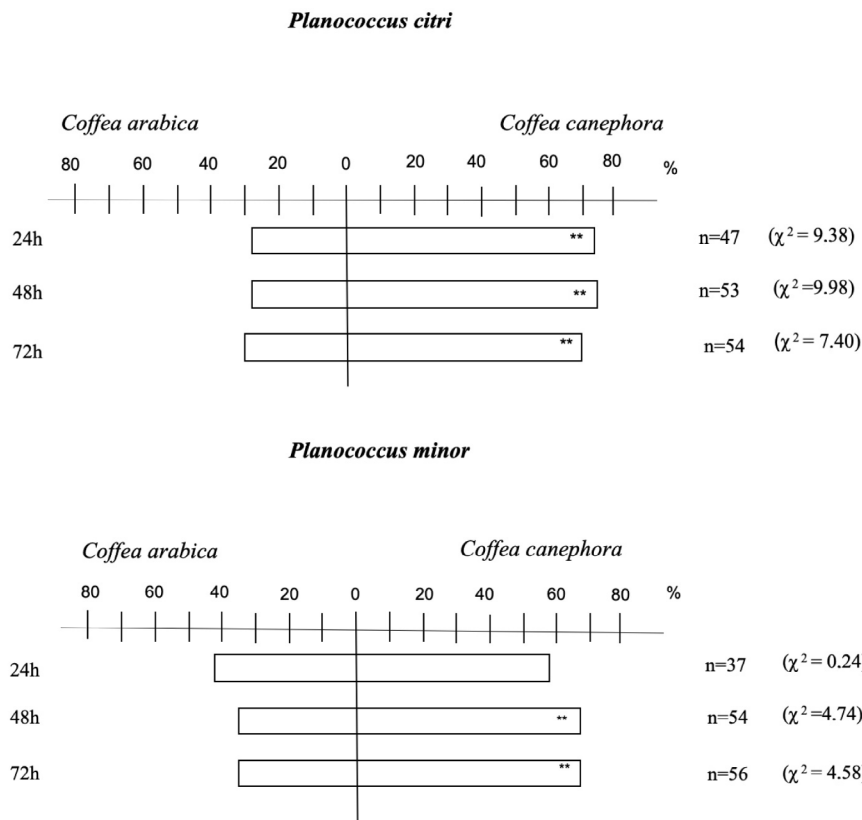 Planococcus citri
Coffea arabica Coffea canephora
80 60 40 20 0 20 40 60 80 %
24h ** n=47 (χ² = 9.38)
48h ** n=53 (χ² =9.98)
72h ** n=54 (χ² = 7.40)
Planococcus minor
Coffea arabica Coffea canephora
80 60 40 20 0 20 40 60 80 %
24h n=37 (χ² = 0.24
48h ** n=54 (χ² =4.74)
72h ** n=56 (χ² = 4.58